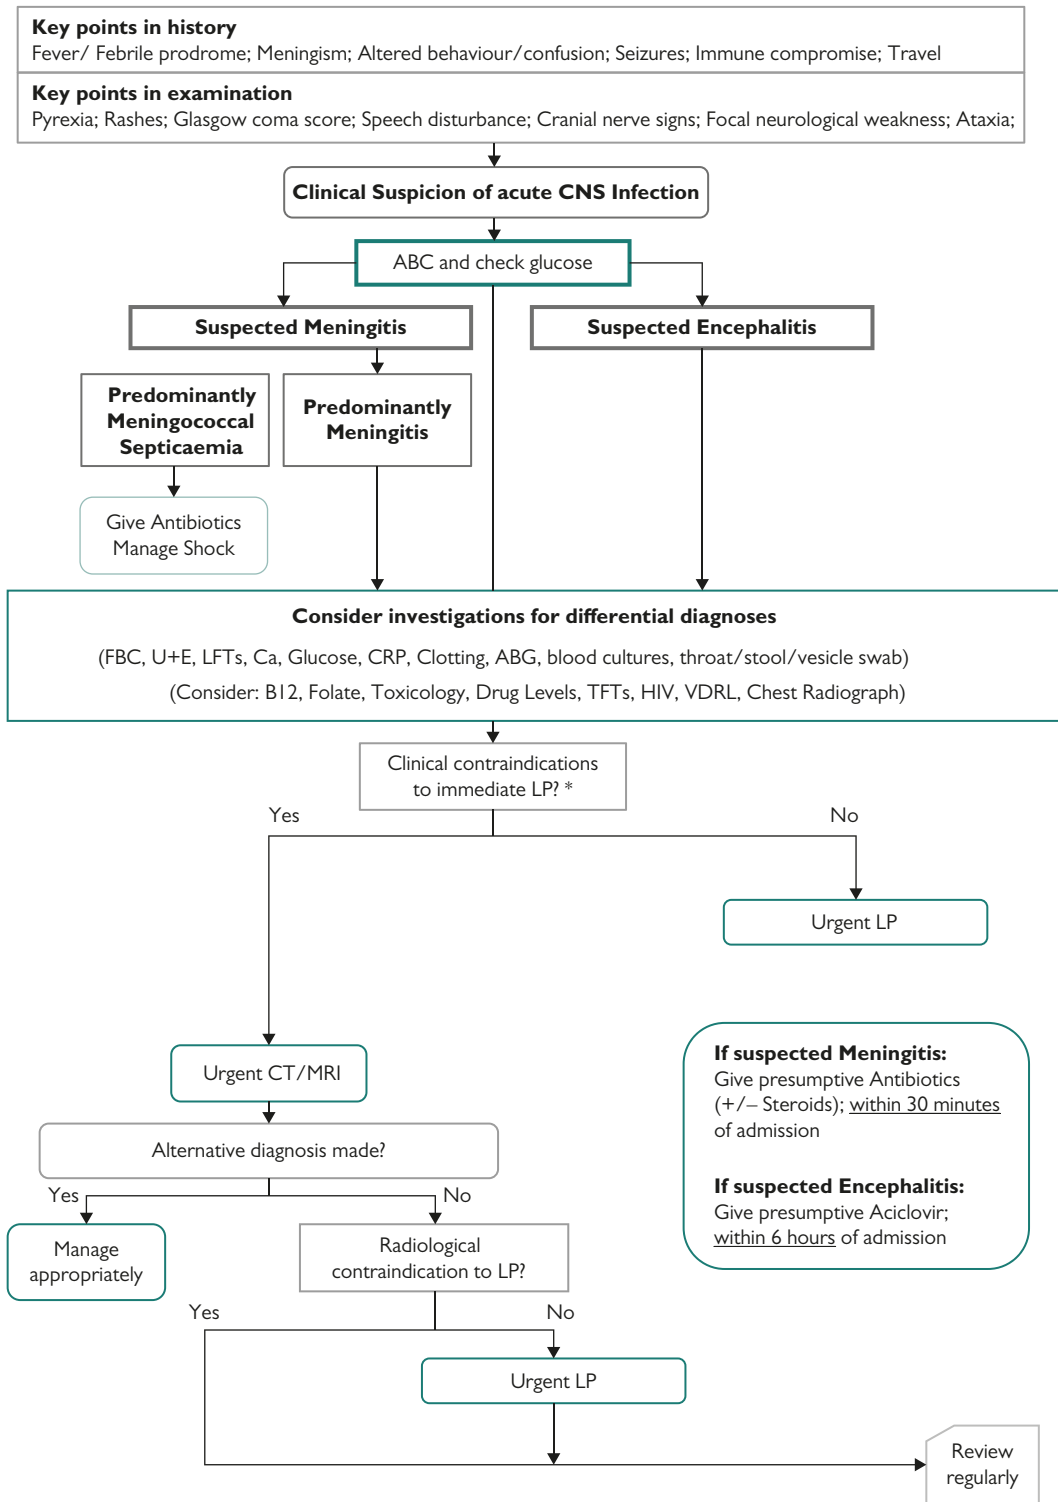 Key points in history
Fever/ Febrile prodrome; Meningism; Altered behaviour/confusion; Seizures; Immune compromise; Travel
Key points in examination
Pyrexia; Rashes; Glasgow coma score; Speech disturbance; Cranial nerve signs; Focal neurological weakness; Ataxia;
Clinical Suspicion of acute CNS Infection
ABC and check glucose
Suspected Meningitis
Suspected Encephalitis
Predominantly
Meningococcal
Septicaemia
Predominantly
Meningitis
Give Antibiotics
Manage Shock
Consider investigations for differential diagnoses
(FBC, U+E, LFTs, Ca, Glucose, CRP, Clotting, ABG, blood cultures, throat/stool/vesicle swab)
(Consider: B12, Folate, Toxicology, Drug Levels, TFTs, HIV, VDRL, Chest Radiograph)
Clinical contraindications
to immediate LP? *
Yes
No
Urgent LP
Urgent CT/MRI
If suspected Meningitis:
Give presumptive Antibiotics
(+/– Steroids); within 30 minutes
of admission
If suspected Encephalitis:
Give presumptive Aciclovir;
within 6 hours of admission
Alternative diagnosis made?
Yes
No
Manage
appropriately
Radiological
contraindication to LP?
Yes
No
Urgent LP
Review
regularly